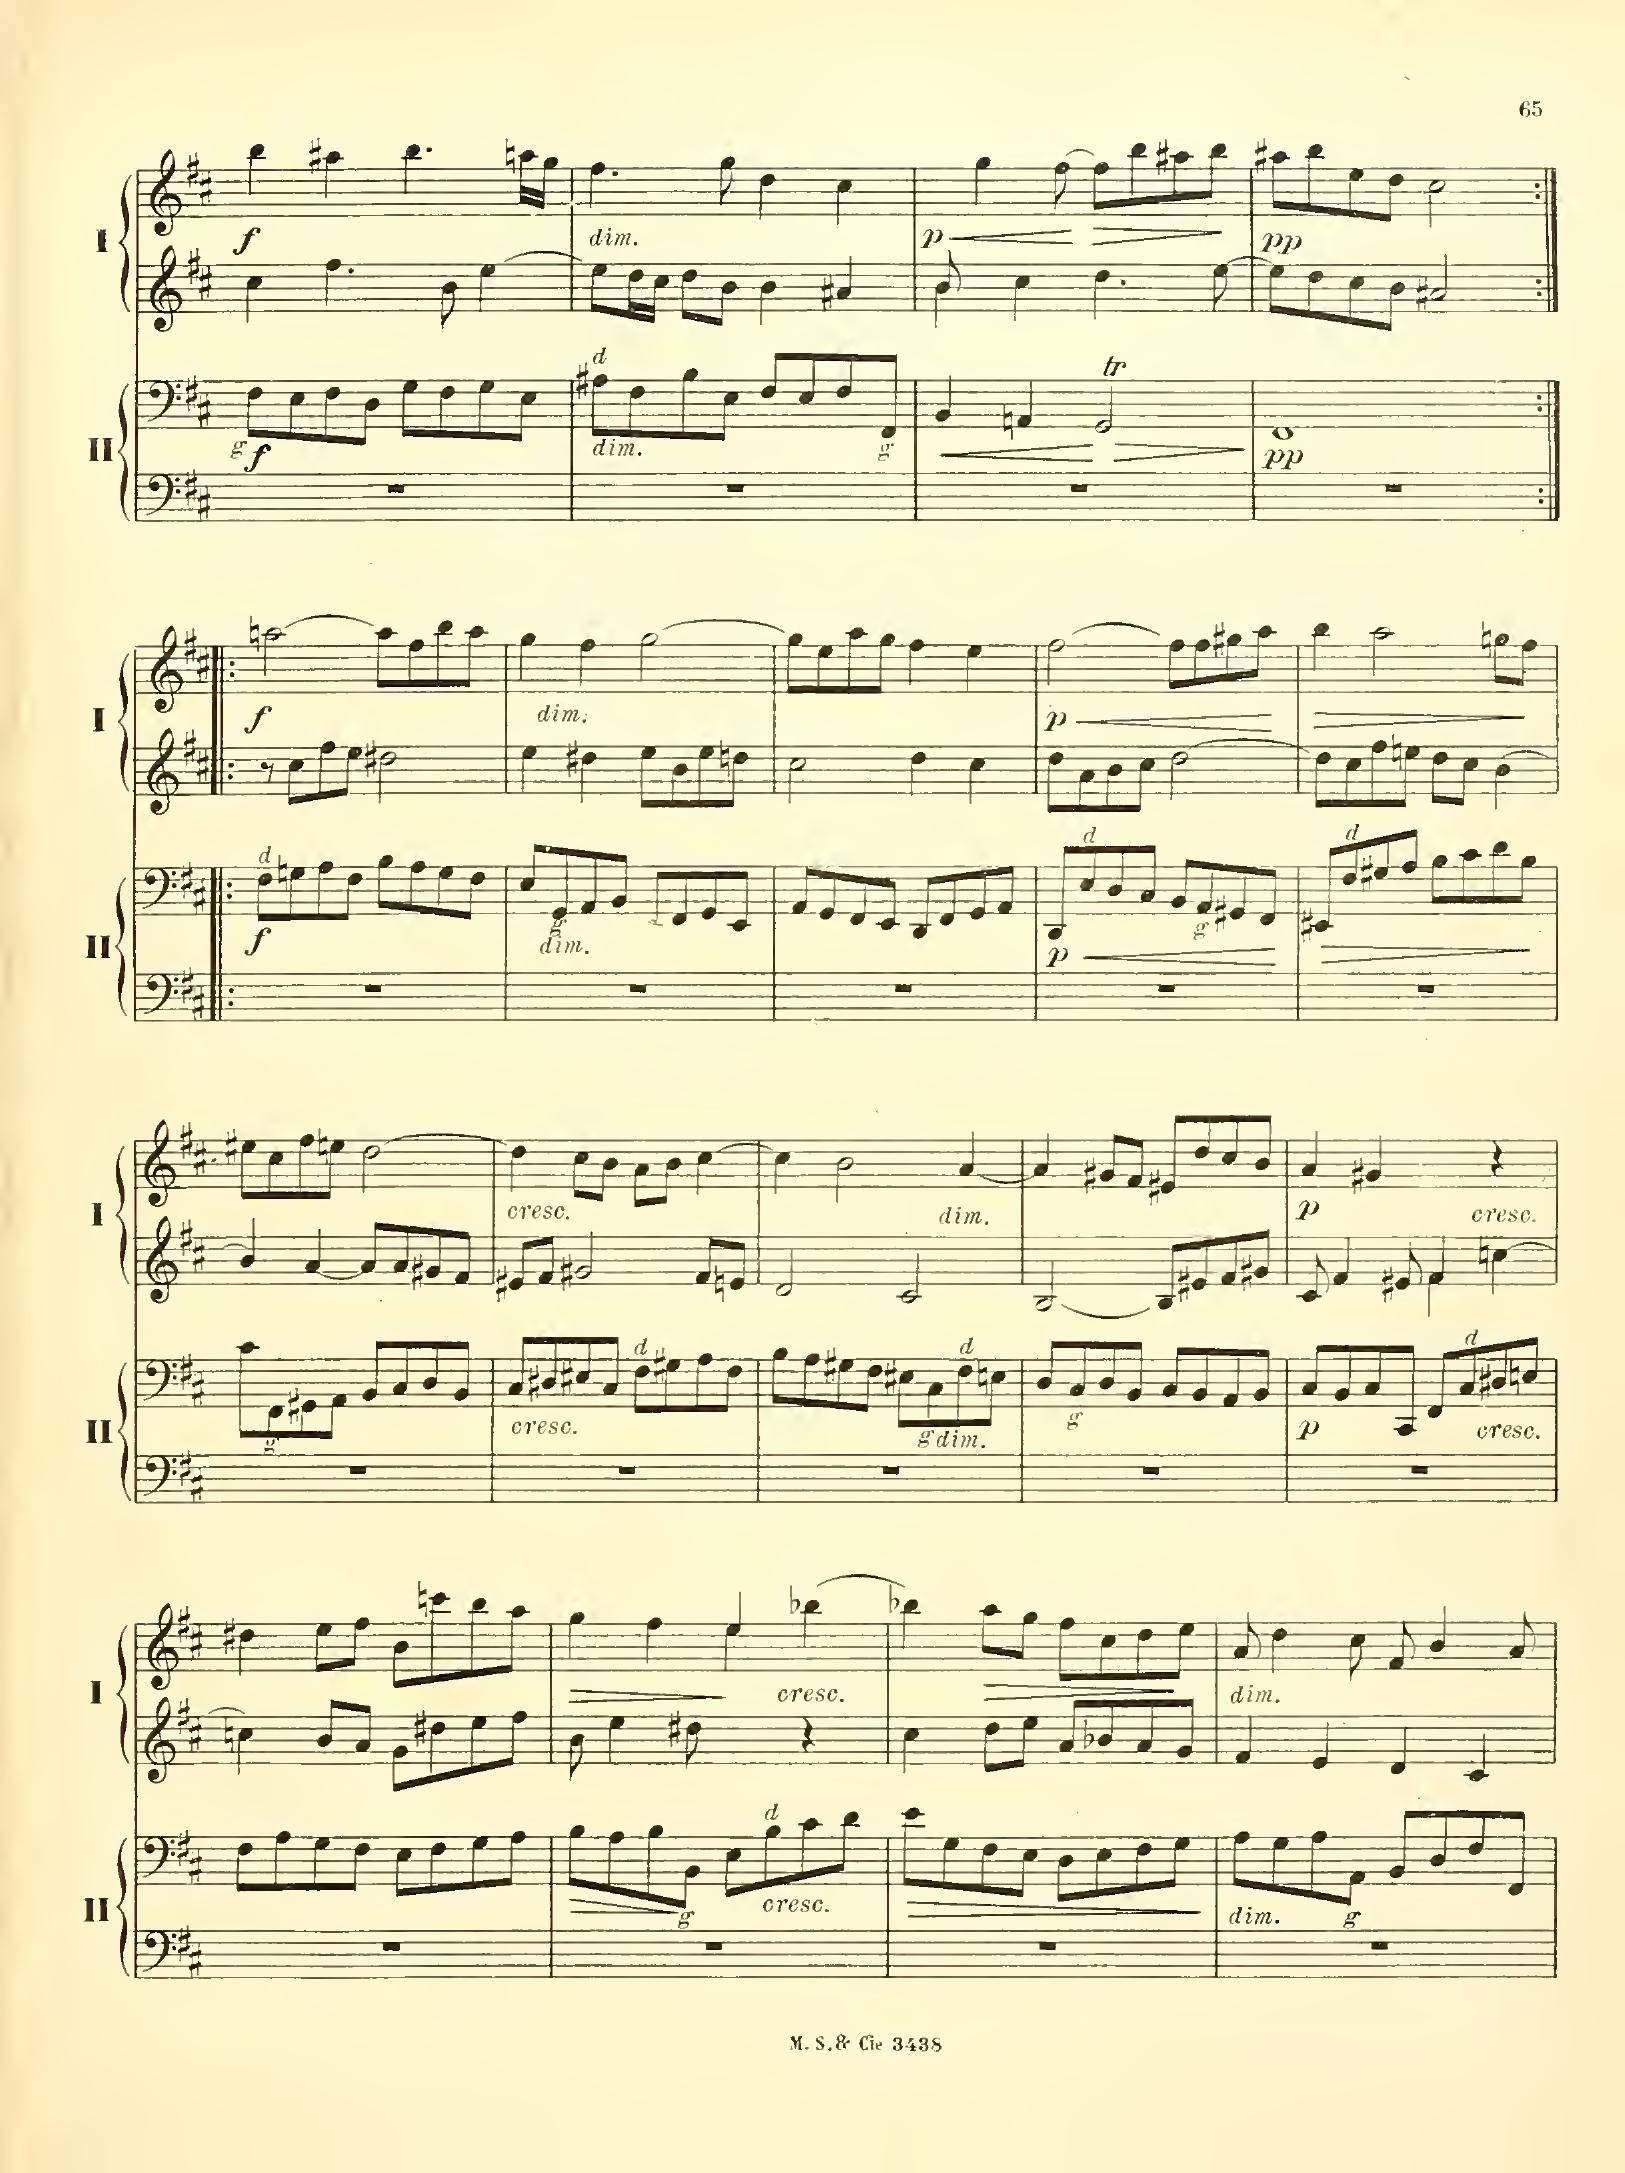 65
I
f dim. p pp
d
tr
II
g f dim. g pp
I
f dim. p
d d d
II
f g dim. p g
I
cresc. dim. p cresc.
d d d
II
g cresc. g dim. g p cresc.
I
cresc. dim.
d
II
g cresc. dim. g
M. S. & Cie 3438